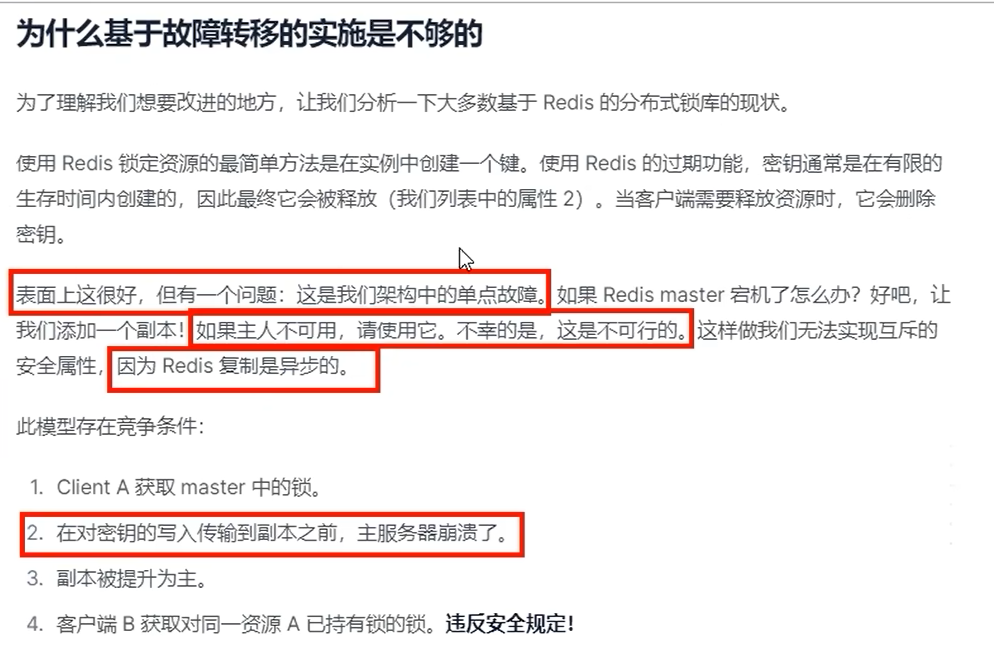 为什么基于故障转移的实施是不够的
为了理解我们想要改进的地方，让我们分析一下大多数基于 Redis 的分布式锁库的现状。
使用 Redis 锁定资源的最简单方法是在实例中创建一个键。使用 Redis 的过期功能，密钥通常是在有限的
生存时间内创建的，因此最终它会被释放（我们列表中的属性 2）。当客户端需要释放资源时，它会删除
密钥。
表面上这很好，但有一个问题：这是我们架构中的单点故障。如果 Redis master 宕机了怎么办？好吧，让
我们添加一个副本！如果主人不可用，请使用它。不幸的是，这是不可行的。这样做我们无法实现互斥的
安全属性，因为 Redis 复制是异步的。
此模型存在竞争条件：
1. Client A 获取 master 中的锁。
2. 在对密钥的写入传输到副本之前，主服务器崩溃了。
3. 副本被提升为主。
4. 客户端 B 获取对同一资源 A 已持有锁的锁。违反安全规定！